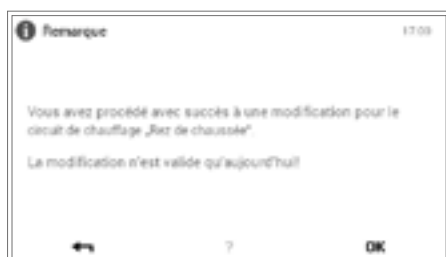 Remarque 17:00
Vous avez procédé avec succès à une modification pour le
circuit de chauffage „Rez de chaussée".
La modification n'est valide qu'aujourd'hui!
? OK